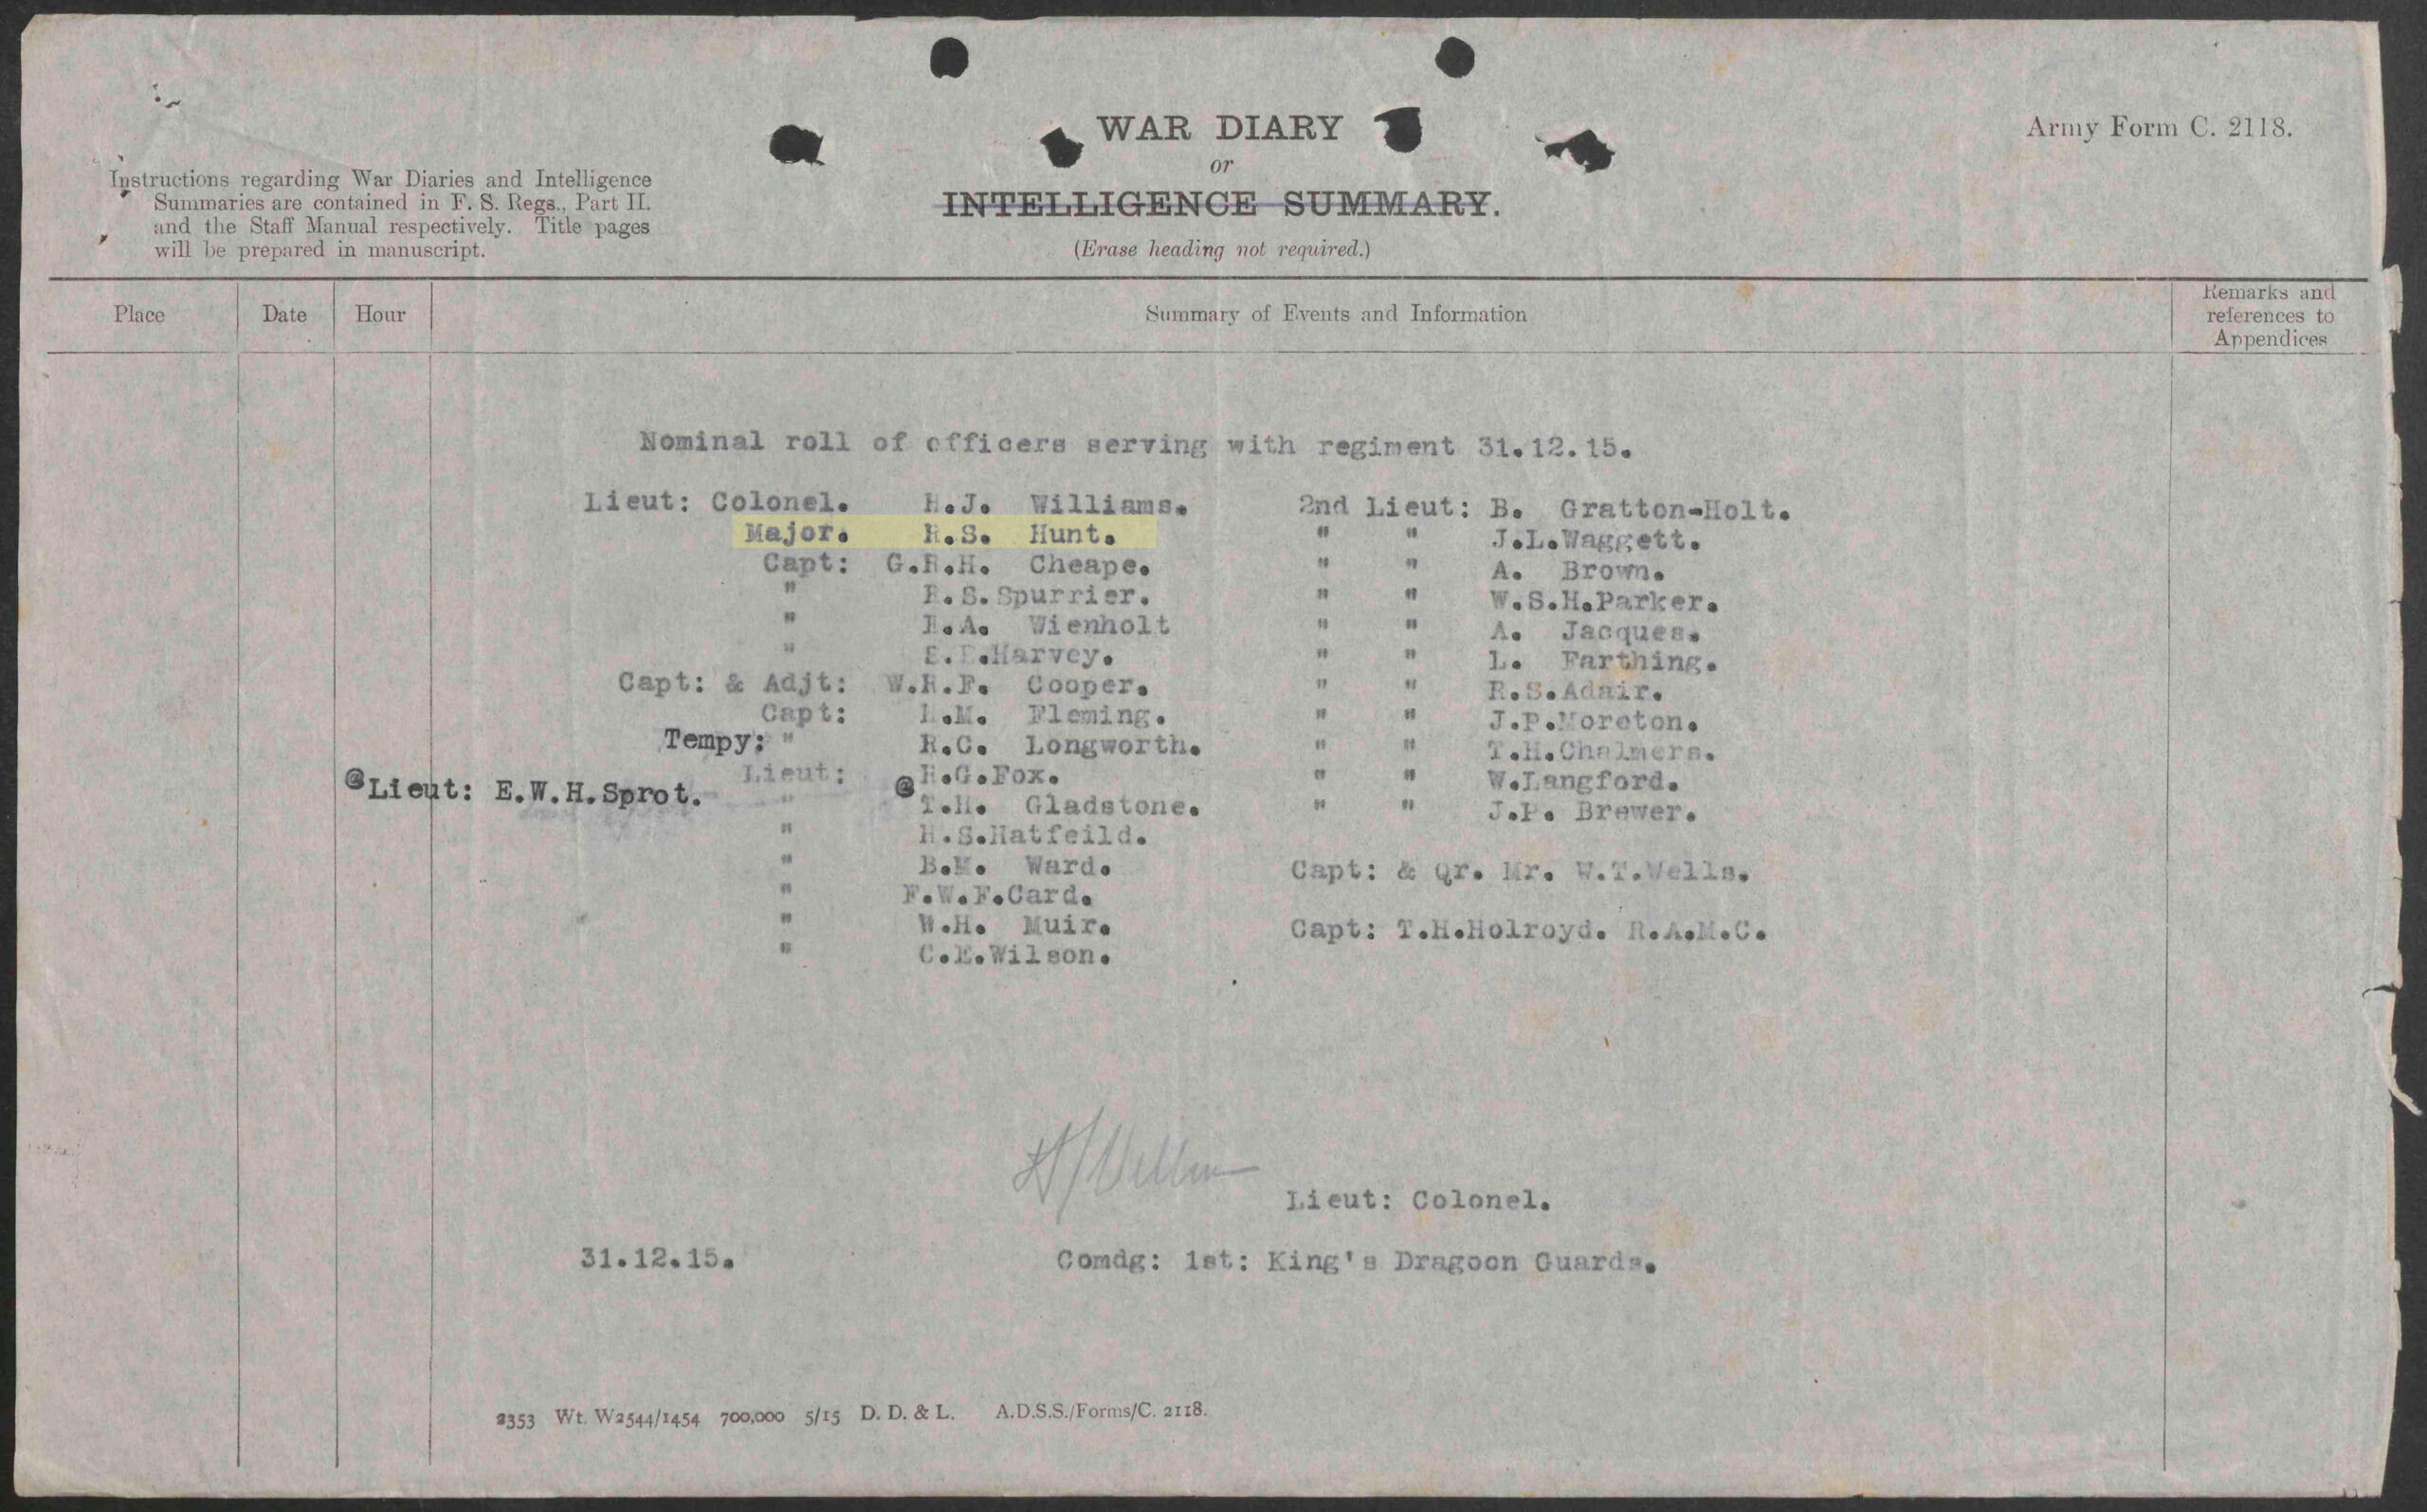 WAR DIARY
or
INTELLIGENCE SUMMARY.
(Erase heading not required.)
Army Form C. 2118.
Instructions regarding War Diaries and Intelligence
Summaries are contained in F. S. Regs., Part II.
and the Staff Manual respectively. Title pages
will be prepared in manuscript.
Place
Date
Hour
Summary of Events and Information
Remarks and
references to
Appendices
Nominal roll of officers serving with regiment 31.12.15.
Lieut: Colonel. H.J. Williams.
Major. R.S. Hunt.
Capt: G.R.H. Cheape.
" R.S.Spurrier.
" Wienholt
" Harvey.
Capt: & Adjt: W.R.F. Cooper.
Capt: Fleming.
Tempy: " R.C. Longworth.
Lieut: H.G.Fox.
@Lieut: E.W.H.Sprot.
@
" T.H. Gladstone.
" H.S.Hatfeild.
" B.M. Ward.
" F.W.F.Card.
" W.H. Muir.
" C.E.Wilson.
2nd Lieut: B. Gratton-Holt.
" " J.L.Waggett.
" " A. Brown.
" " W.S.H.Parker.
" " A. Jacques.
" " L. Farthing.
" " R.S.Adair.
" " J.P.Moreton.
" " T.H.Chalmers.
" " W.Langford.
" " J.P. Brewer.
Capt: & Qr. Mr. W.T.Wells.
Capt: T.H.Holroyd. R.A.M.C.
Lieut: Colonel.
31.12.15.
Comdg: 1st: King's Dragoon Guards.
2353 Wt. W2544/1454 700,000 5/15 D. D. & L. A.D.S.S./Forms/C. 2118.